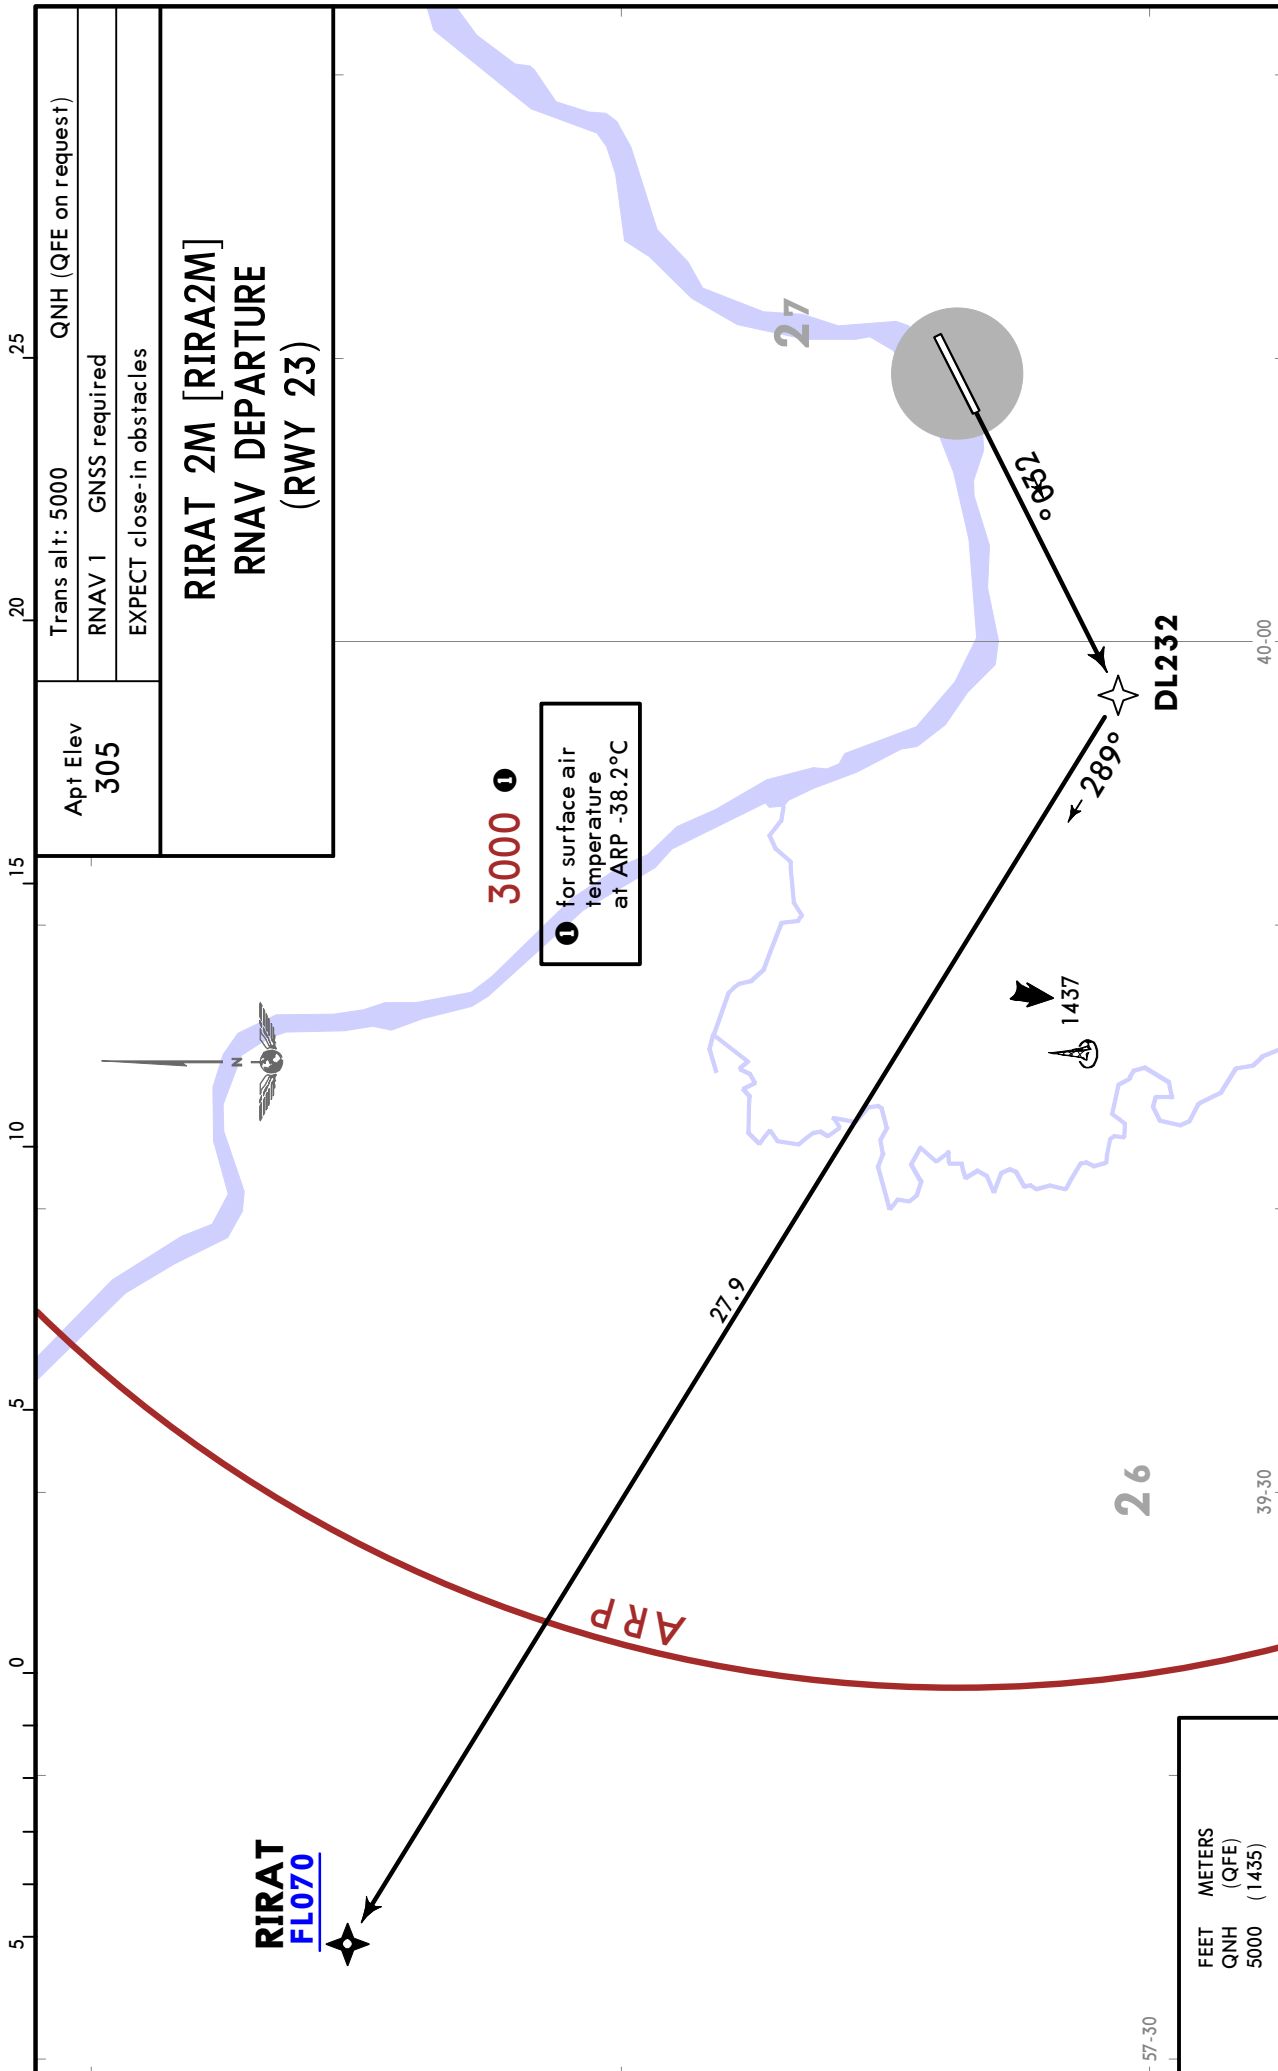 Apt Elev
305
Trans alt: 5000 QNH (QFE on request)
RNAV 1 GNSS required
EXPECT close-in obstacles
RIRAT 2M [RIRA2M]
RNAV DEPARTURE
(RWY 23)
5 0 5 10 15 20 25
N
3000 ❶
❶ for surface air
temperature
at ARP -38.2°C
RIRAT
FL070
27
ARP
27.9
289°
DL232
1437
26
FEET METERS
QNH (QFE)
5000 (1435)
57-30
39-30
40-00